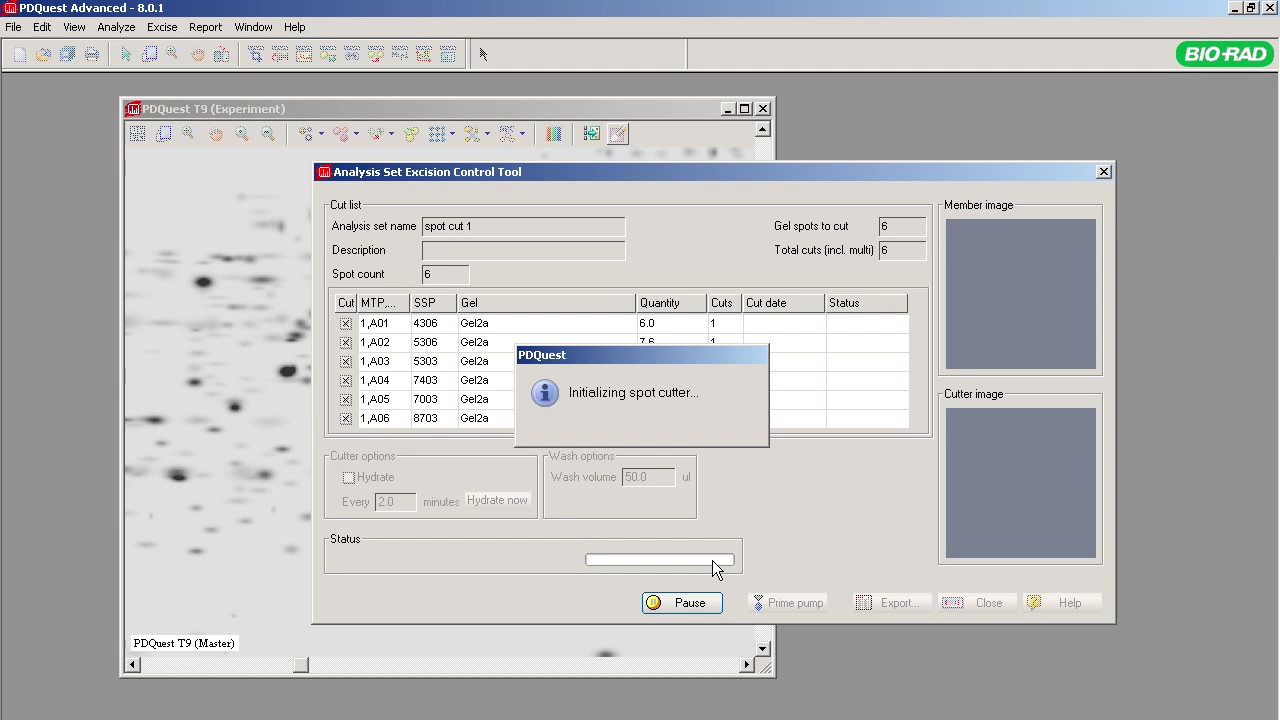 PDQuest Advanced - 8.0.1
File Edit View Analyze Excise Report Window Help
BIO-RAD
PDQuest T9 (Experiment)
Analysis Set Excision Control Tool
Cut list
Analysis set name spot cut 1
Gel spots to cut 6
Description
Total cuts (incl. multi) 6
Spot count 6
Cut MTP,... SSP Gel Quantity Cuts Cut date Status
1,A01 4306 Gel2a 6.0 1
1,A02 5306 Gel2a 7.6 1
1,A03 5303 Gel2a
1,A04 7403 Gel2a
1,A05 7003 Gel2a
1,A06 8703 Gel2a
PDQuest
Initializing spot cutter...
Member image
Cutter image
Cutter options
Hydrate
Every 2.0 minutes Hydrate now
Wash options
Wash volume 50.0 ul
Status
Pause Prime pump Export... Close Help
PDQuest T9 (Master)